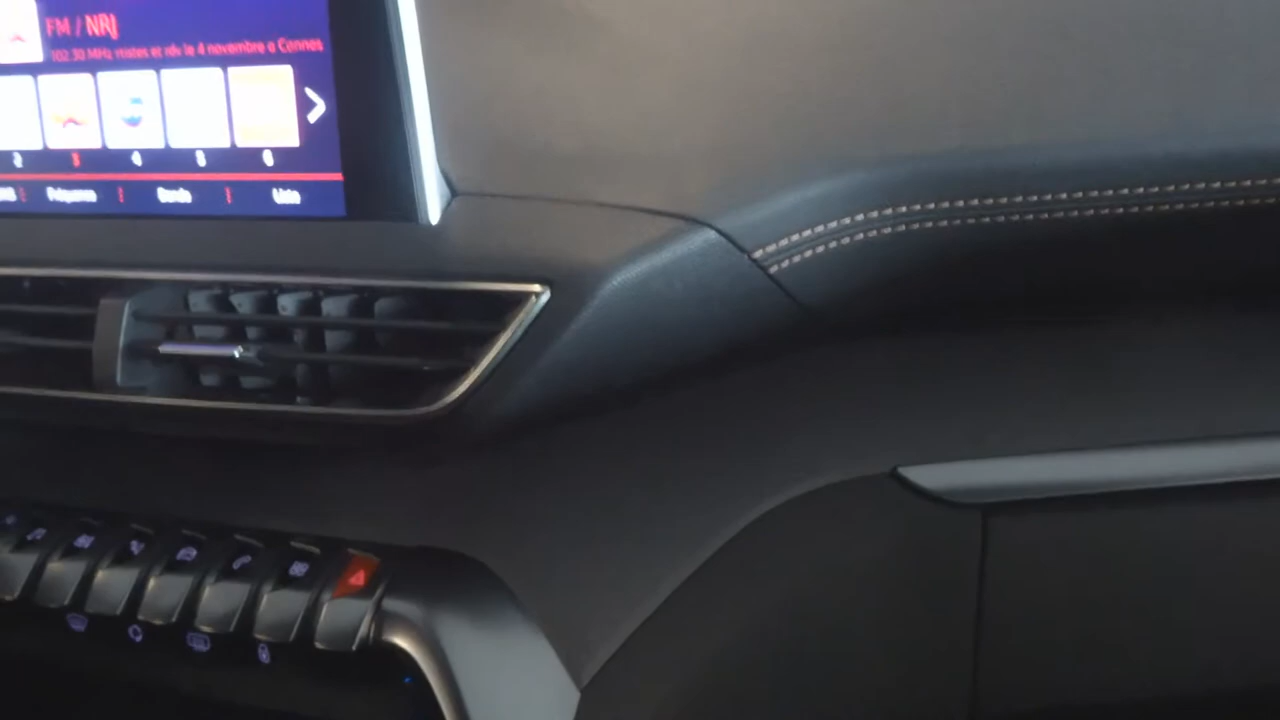 FM / NRJ
102.30 MHz mistes et rdv le 4 novembre a Cannes
2 3 4 5 6
Fréquence Bande Liste